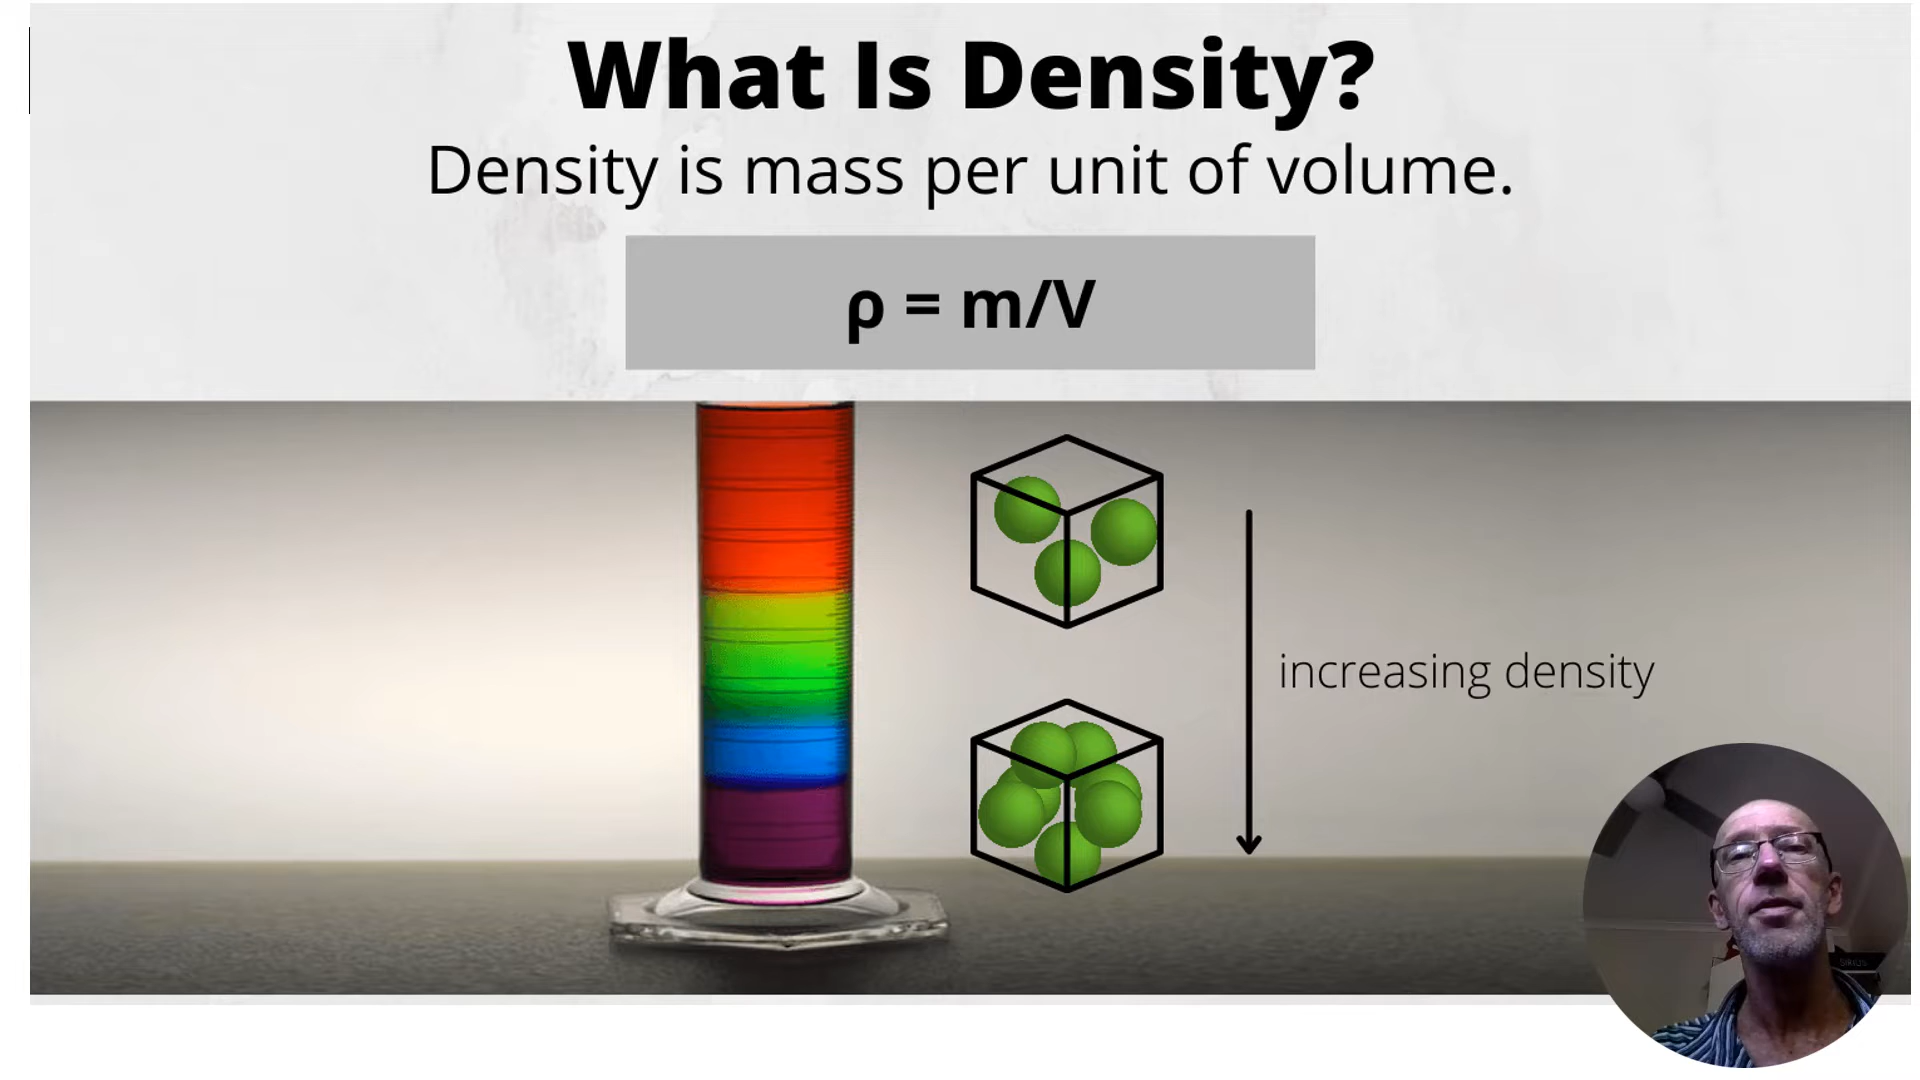 What Is Density?
Density is mass per unit of volume.
ρ = m/V
increasing density